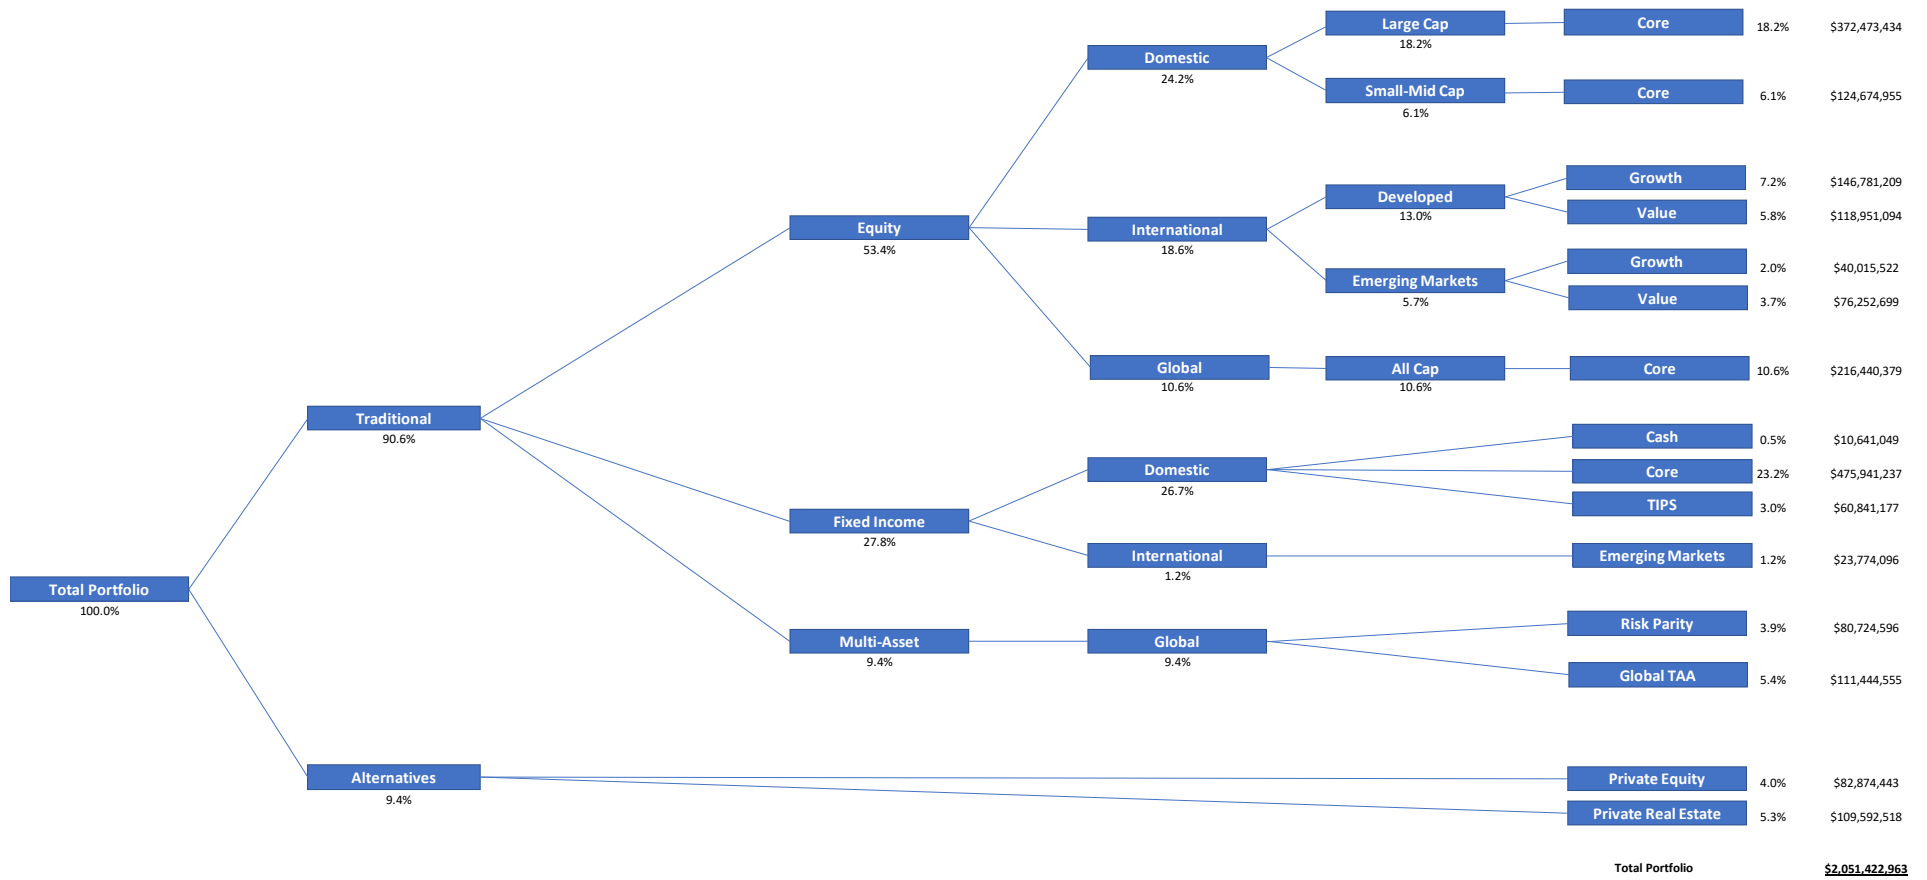 Large Cap
18.2%
Core
18.2%
$372,473,434
Domestic
24.2%
Small-Mid Cap
6.1%
Core
6.1%
$124,674,955
Growth
7.2%
$146,781,209
Developed
13.0%
Value
5.8%
$118,951,094
Equity
53.4%
International
18.6%
Growth
2.0%
$40,015,522
Emerging Markets
5.7%
Value
3.7%
$76,252,699
Global
10.6%
All Cap
10.6%
Core
10.6%
$216,440,379
Traditional
90.6%
Cash
0.5%
$10,641,049
Domestic
26.7%
Core
23.2%
$475,941,237
TIPS
3.0%
$60,841,177
Fixed Income
27.8%
International
1.2%
Emerging Markets
1.2%
$23,774,096
Total Portfolio
100.0%
Risk Parity
3.9%
$80,724,596
Multi-Asset
9.4%
Global
9.4%
Global TAA
5.4%
$111,444,555
Alternatives
9.4%
Private Equity
4.0%
$82,874,443
Private Real Estate
5.3%
$109,592,518
Total Portfolio
$2,051,422,963